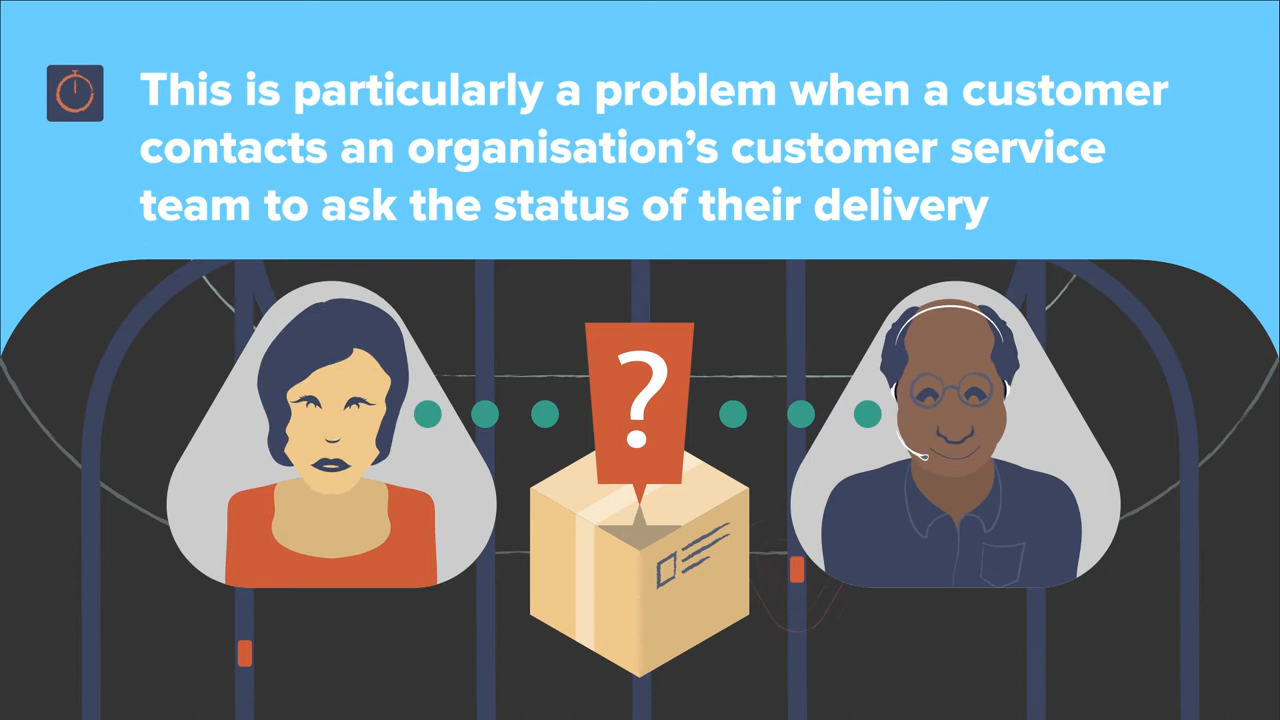 This is particularly a problem when a customer
contacts an organisation’s customer service
team to ask the status of their delivery
?